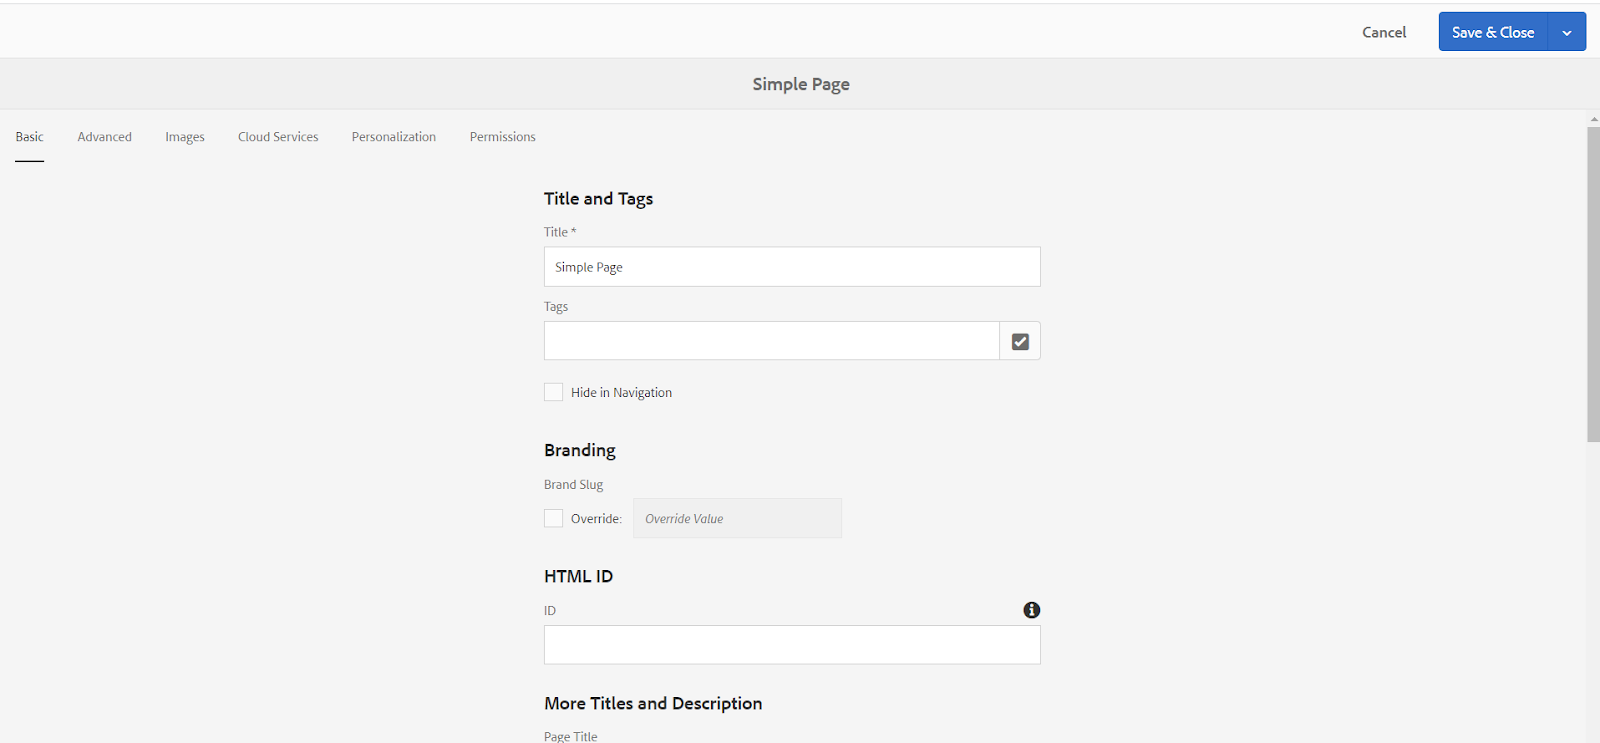 Cancel
Save & Close
Simple Page
Basic Advanced Images Cloud Services Personalization Permissions
Title and Tags
Title *
Simple Page
Tags
Hide in Navigation
Branding
Brand Slug
Override: Override Value
HTML ID
ID
More Titles and Description
Page Title